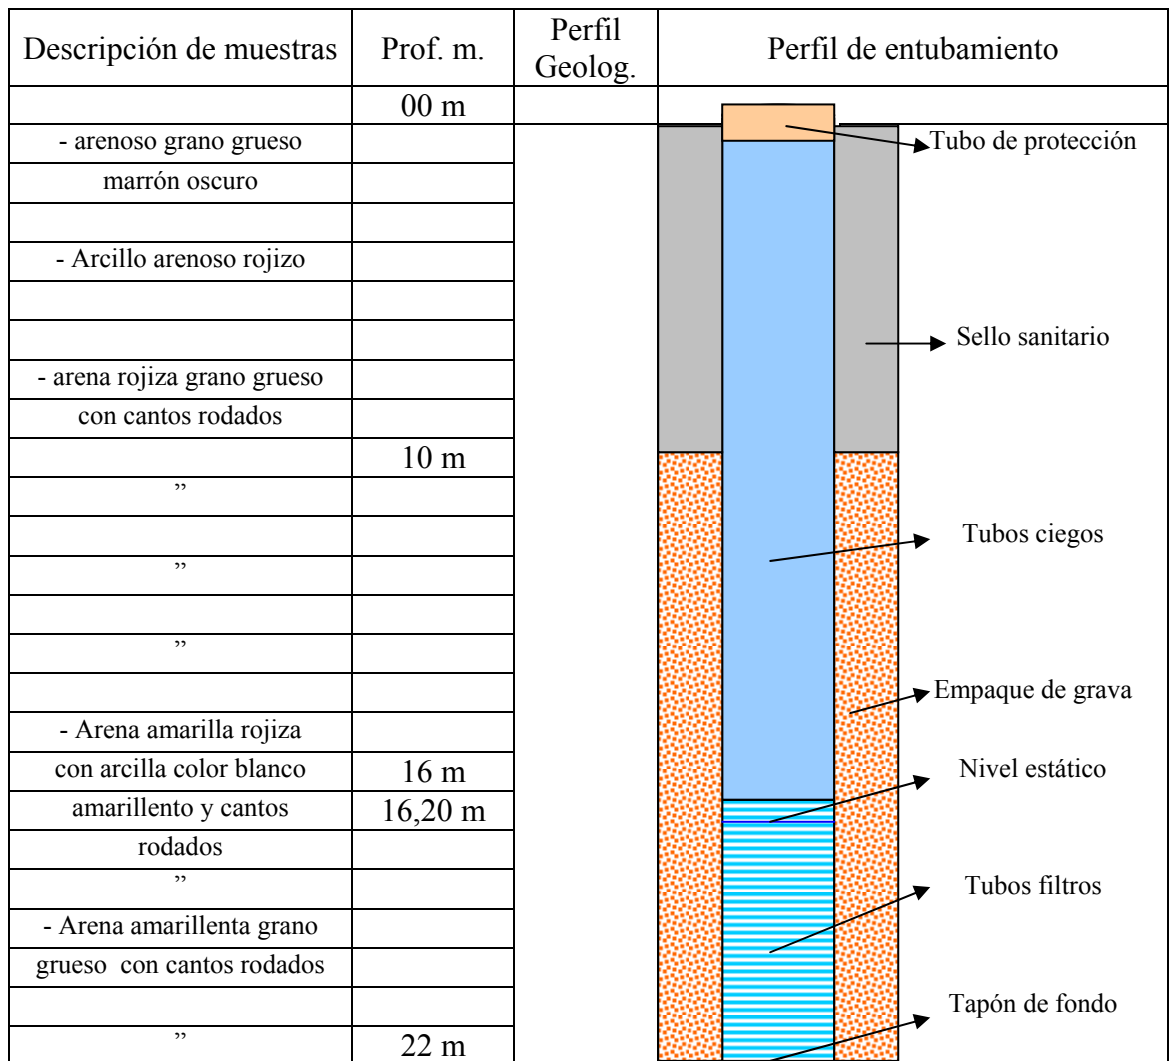 Descripción de muestras Prof. m. Perfil Geolog. Perfil de entubamiento
00 m
- arenoso grano grueso Tubo de protección
marrón oscuro
- Arcillo arenoso rojizo
Sello sanitario
- arena rojiza grano grueso
con cantos rodados
10 m
”
Tubos ciegos
”
”
Empaque de grava
- Arena amarilla rojiza
con arcilla color blanco 16 m Nivel estático
amarillento y cantos 16,20 m
rodados
” Tubos filtros
- Arena amarillenta grano
grueso con cantos rodados
Tapón de fondo
” 22 m